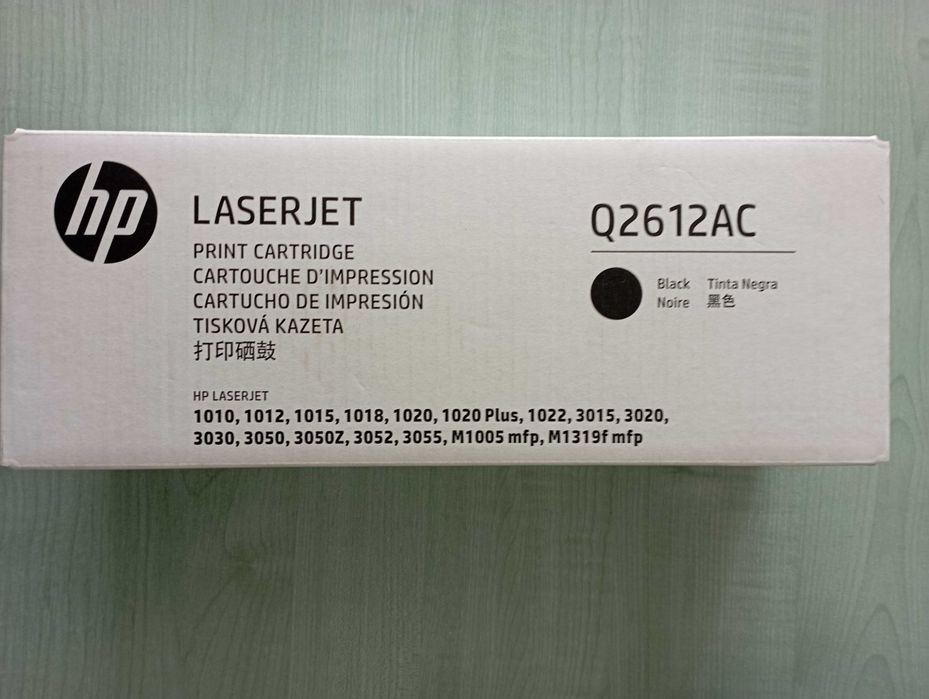 hp
LASERJET
PRINT CARTRIDGE
CARTOUCHE D'IMPRESSION
CARTUCHO DE IMPRESIÓN
TISKOVÁ KAZETA
打印硒鼓
HP LASERJET
1010, 1012, 1015, 1018, 1020, 1020 Plus, 1022, 3015, 3020,
3030, 3050, 3050Z, 3052, 3055, M1005 mfp, M1319f mfp
Q2612AC
Black Tinta Negra
Noire 黑色